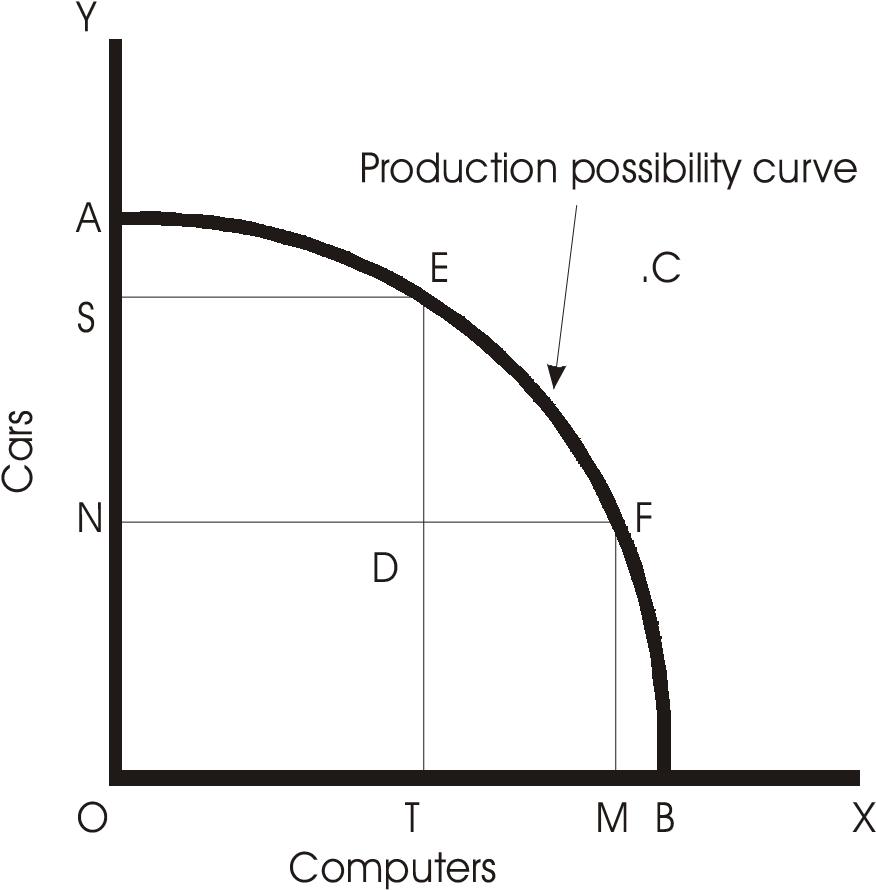 Y
Production possibility curve
A
E
.C
S
Cars
N
F
D
O
T
M
B
X
Computers